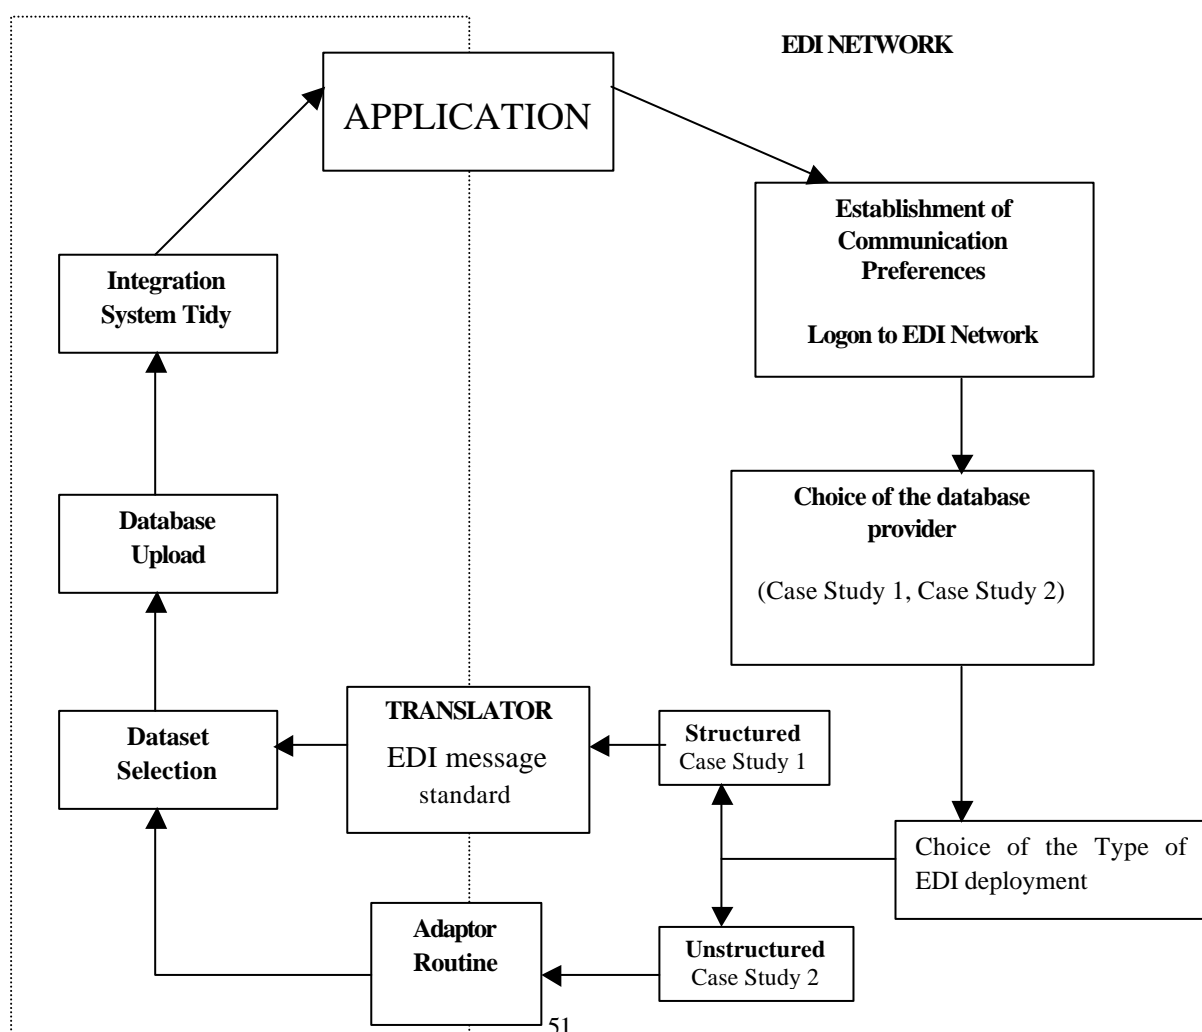 EDI NETWORK
APPLICATION
Establishment of
Communication
Preferences
Logon to EDI Network
Integration
System Tidy
Choice of the database
provider
(Case Study 1, Case Study 2)
Database
Upload
TRANSLATOR
EDI message
standard
Structured
Case Study 1
Dataset
Selection
Choice of the Type of
EDI deployment
Adaptor
Routine
Unstructured
Case Study 2
51